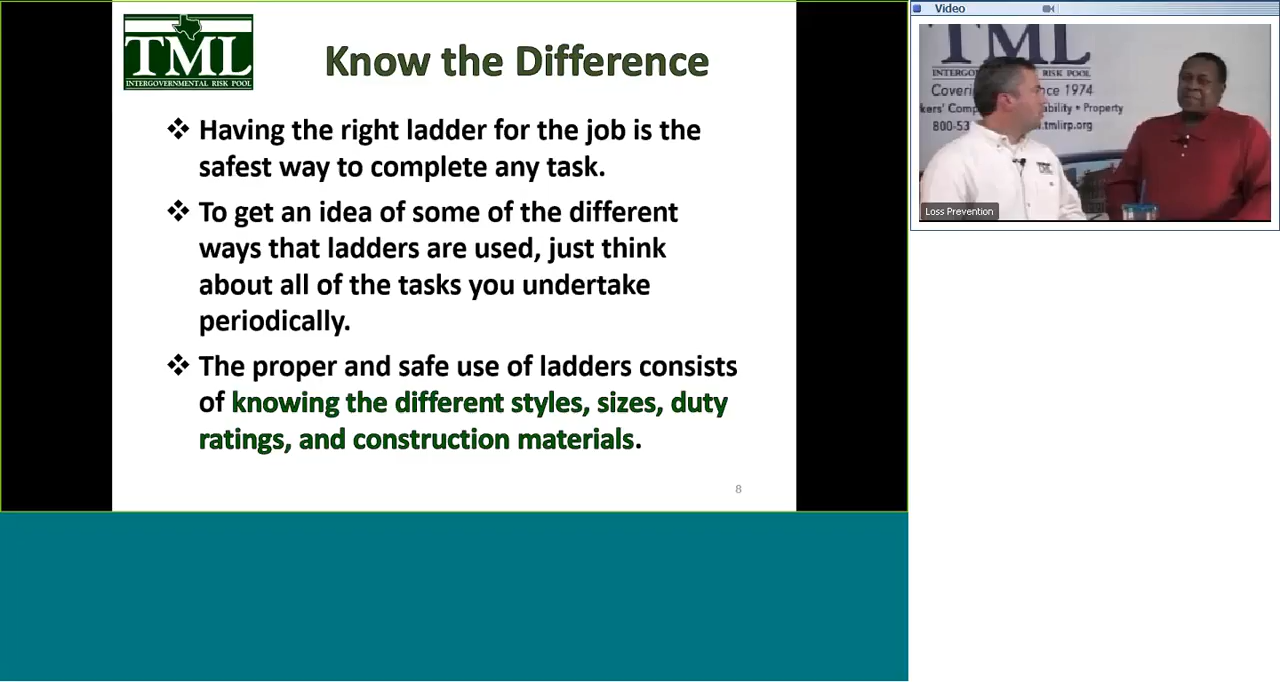 TML
INTERGOVERNMENTAL RISK POOL
Know the Difference
❖ Having the right ladder for the job is the
safest way to complete any task.
❖ To get an idea of some of the different
ways that ladders are used, just think
about all of the tasks you undertake
periodically.
❖ The proper and safe use of ladders consists
of knowing the different styles, sizes, duty
ratings, and construction materials.
8
Video
TML
INTERGOVERN RISK POOL
Coveri ince 1974
kers' Comp bility • Property
800-53 .tmlirp.org
TML
Loss Prevention